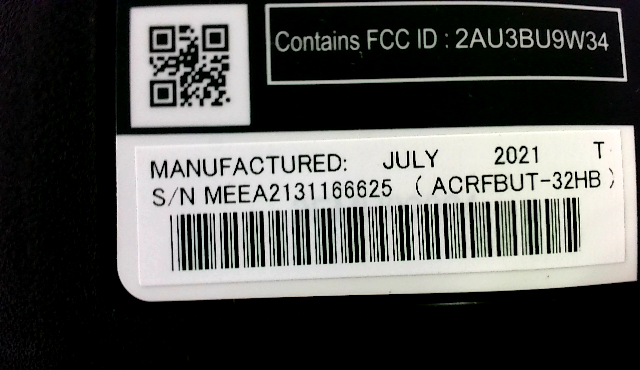 Contains FCC ID : 2AU3BU9W34
MANUFACTURED: JULY 2021 T
S/N MEEA2131166625 ( ACRFBUT-32HB )